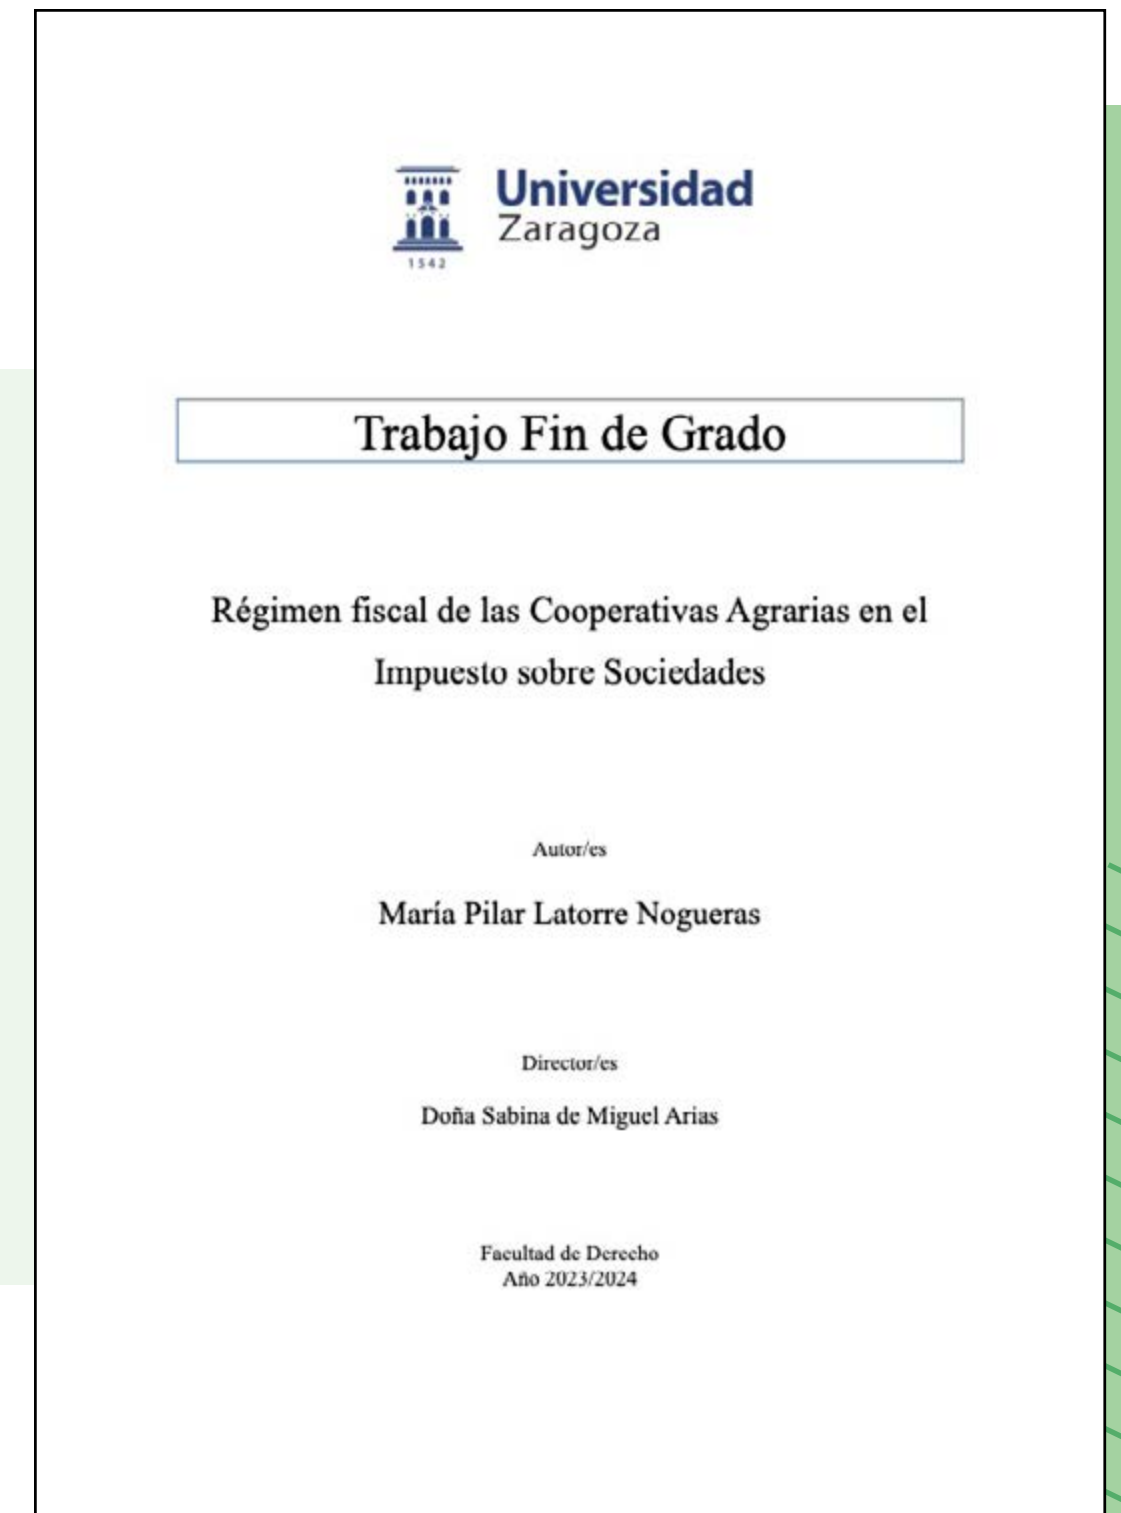 Universidad
Zaragoza
1542
Trabajo Fin de Grado
Régimen fiscal de las Cooperativas Agrarias en el
Impuesto sobre Sociedades
Autor/es
María Pilar Latorre Nogueras
Director/es
Doña Sabina de Miguel Arias
Facultad de Derecho
Año 2023/2024